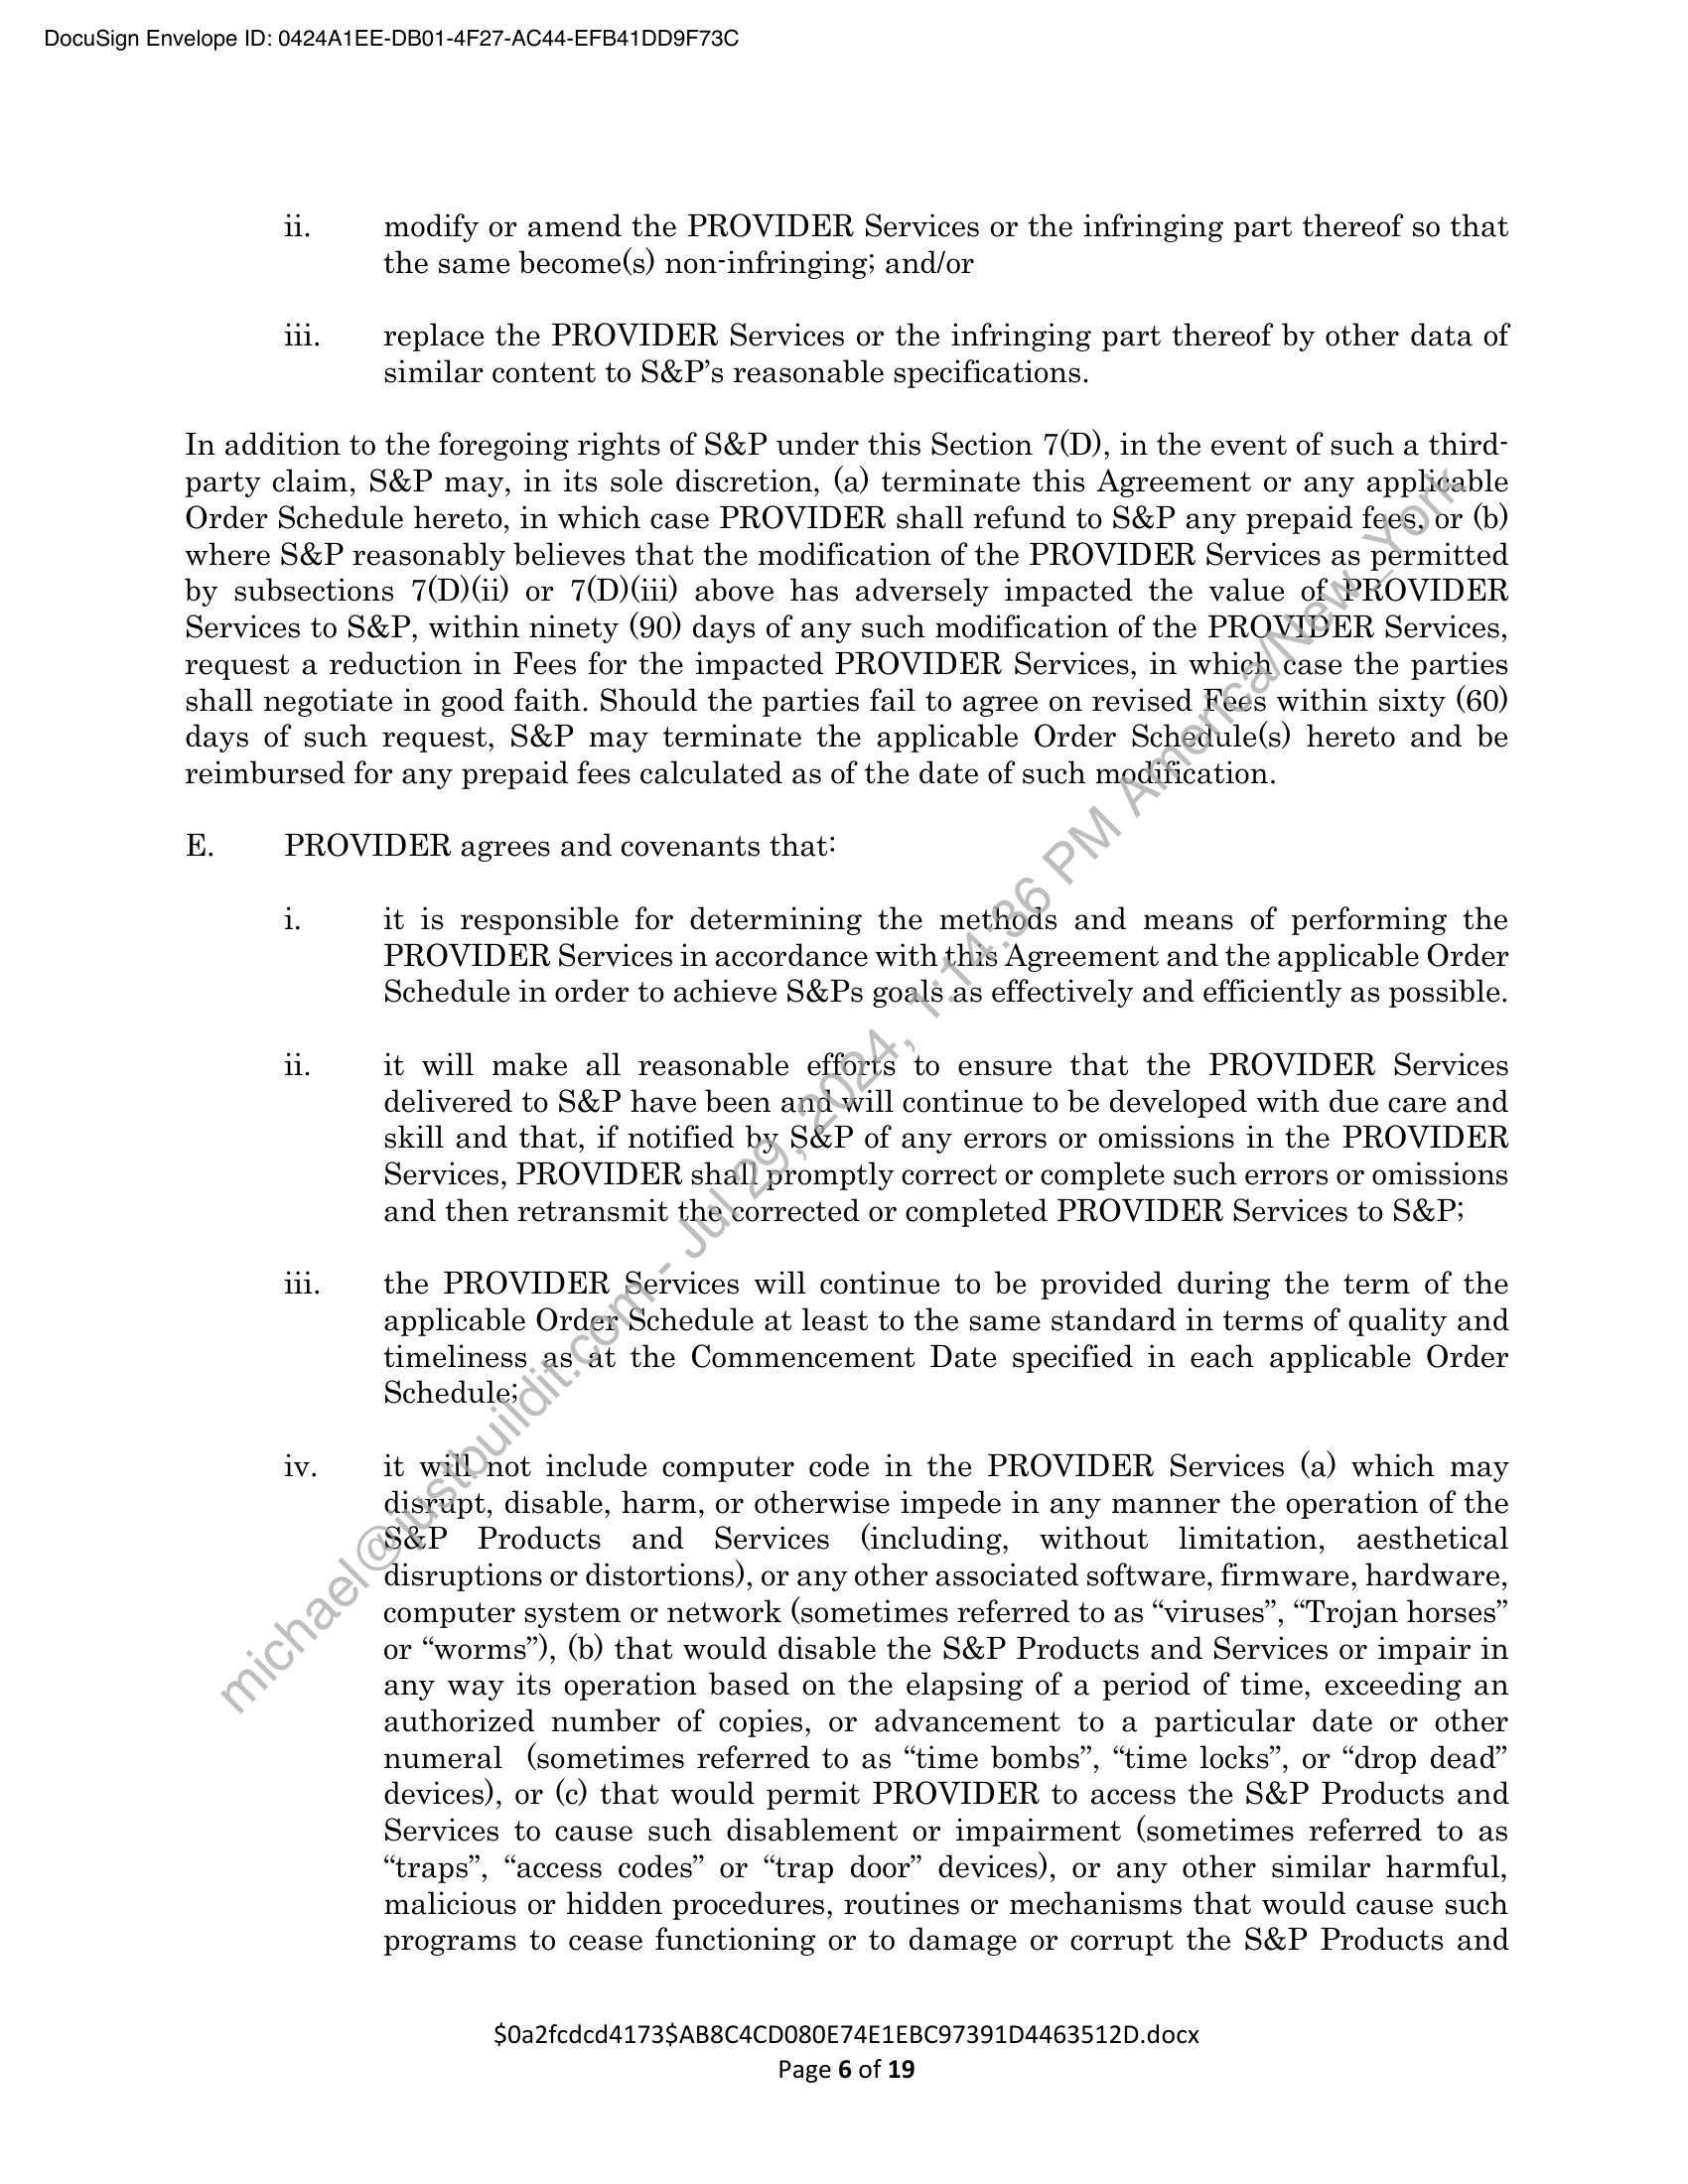 DocuSign Envelope ID: 0424A1EE-DB01-4F27-AC44-EFB41DD9F73C
ii. modify or amend the PROVIDER Services or the infringing part thereof so that
the same become(s) non-infringing; and/or
iii. replace the PROVIDER Services or the infringing part thereof by other data of
similar content to S&P’s reasonable specifications.
In addition to the foregoing rights of S&P under this Section 7(D), in the event of such a third-
party claim, S&P may, in its sole discretion, (a) terminate this Agreement or any applicable
Order Schedule hereto, in which case PROVIDER shall refund to S&P any prepaid fees, or (b)
where S&P reasonably believes that the modification of the PROVIDER Services as permitted
by subsections 7(D)(ii) or 7(D)(iii) above has adversely impacted the value of PROVIDER
Services to S&P, within ninety (90) days of any such modification of the PROVIDER Services,
request a reduction in Fees for the impacted PROVIDER Services, in which case the parties
shall negotiate in good faith. Should the parties fail to agree on revised Fees within sixty (60)
days of such request, S&P may terminate the applicable Order Schedule(s) hereto and be
reimbursed for any prepaid fees calculated as of the date of such modification.
E. PROVIDER agrees and covenants that:
i. it is responsible for determining the methods and means of performing the
PROVIDER Services in accordance with this Agreement and the applicable Order
Schedule in order to achieve S&Ps goals as effectively and efficiently as possible.
ii. it will make all reasonable efforts to ensure that the PROVIDER Services
delivered to S&P have been and will continue to be developed with due care and
skill and that, if notified by S&P of any errors or omissions in the PROVIDER
Services, PROVIDER shall promptly correct or complete such errors or omissions
and then retransmit the corrected or completed PROVIDER Services to S&P;
iii. the PROVIDER Services will continue to be provided during the term of the
applicable Order Schedule at least to the same standard in terms of quality and
timeliness as at the Commencement Date specified in each applicable Order
Schedule;
iv. it will not include computer code in the PROVIDER Services (a) which may
disrupt, disable, harm, or otherwise impede in any manner the operation of the
S&P Products and Services (including, without limitation, aesthetical
disruptions or distortions), or any other associated software, firmware, hardware,
computer system or network (sometimes referred to as “viruses”, “Trojan horses”
or “worms”), (b) that would disable the S&P Products and Services or impair in
any way its operation based on the elapsing of a period of time, exceeding an
authorized number of copies, or advancement to a particular date or other
numeral (sometimes referred to as “time bombs”, “time locks”, or “drop dead”
devices), or (c) that would permit PROVIDER to access the S&P Products and
Services to cause such disablement or impairment (sometimes referred to as
“traps”, “access codes” or “trap door” devices), or any other similar harmful,
malicious or hidden procedures, routines or mechanisms that would cause such
programs to cease functioning or to damage or corrupt the S&P Products and
michael@justbuildit.com - Jul 29, 2024, 1:14:36 PM America/New_York
$0a2fcdcd4173$AB8C4CD080E74E1EBC97391D4463512D.docx
Page 6 of 19